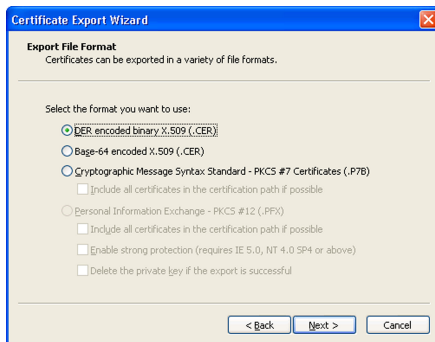 Certificate Export Wizard
Export File Format
Certificates can be exported in a variety of file formats.
Select the format you want to use:
DER encoded binary X.509 (.CER)
Base-64 encoded X.509 (.CER)
Cryptographic Message Syntax Standard - PKCS #7 Certificates (.P7B)
Include all certificates in the certification path if possible
Personal Information Exchange - PKCS #12 (.PFX)
Include all certificates in the certification path if possible
Enable strong protection (requires IE 5.0, NT 4.0 SP4 or above)
Delete the private key if the export is successful
< Back Next > Cancel